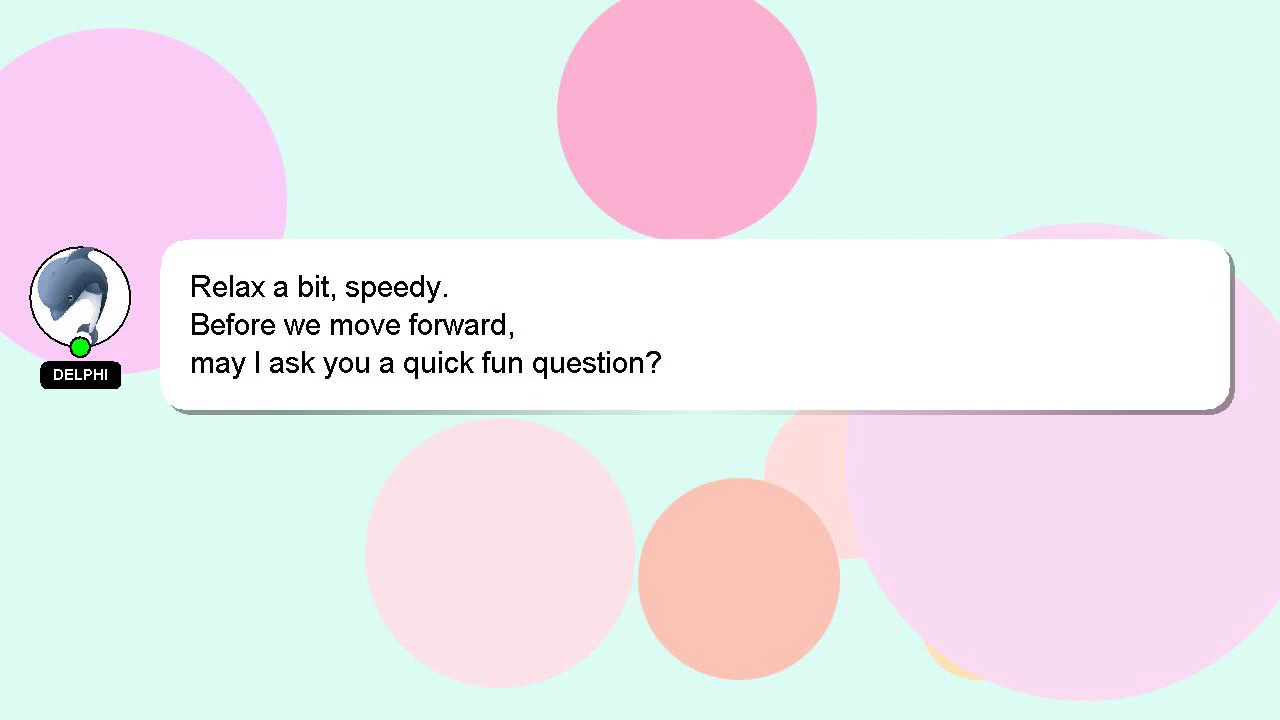 Relax a bit, speedy.
Before we move forward,
may I ask you a quick fun question?
DELPHI